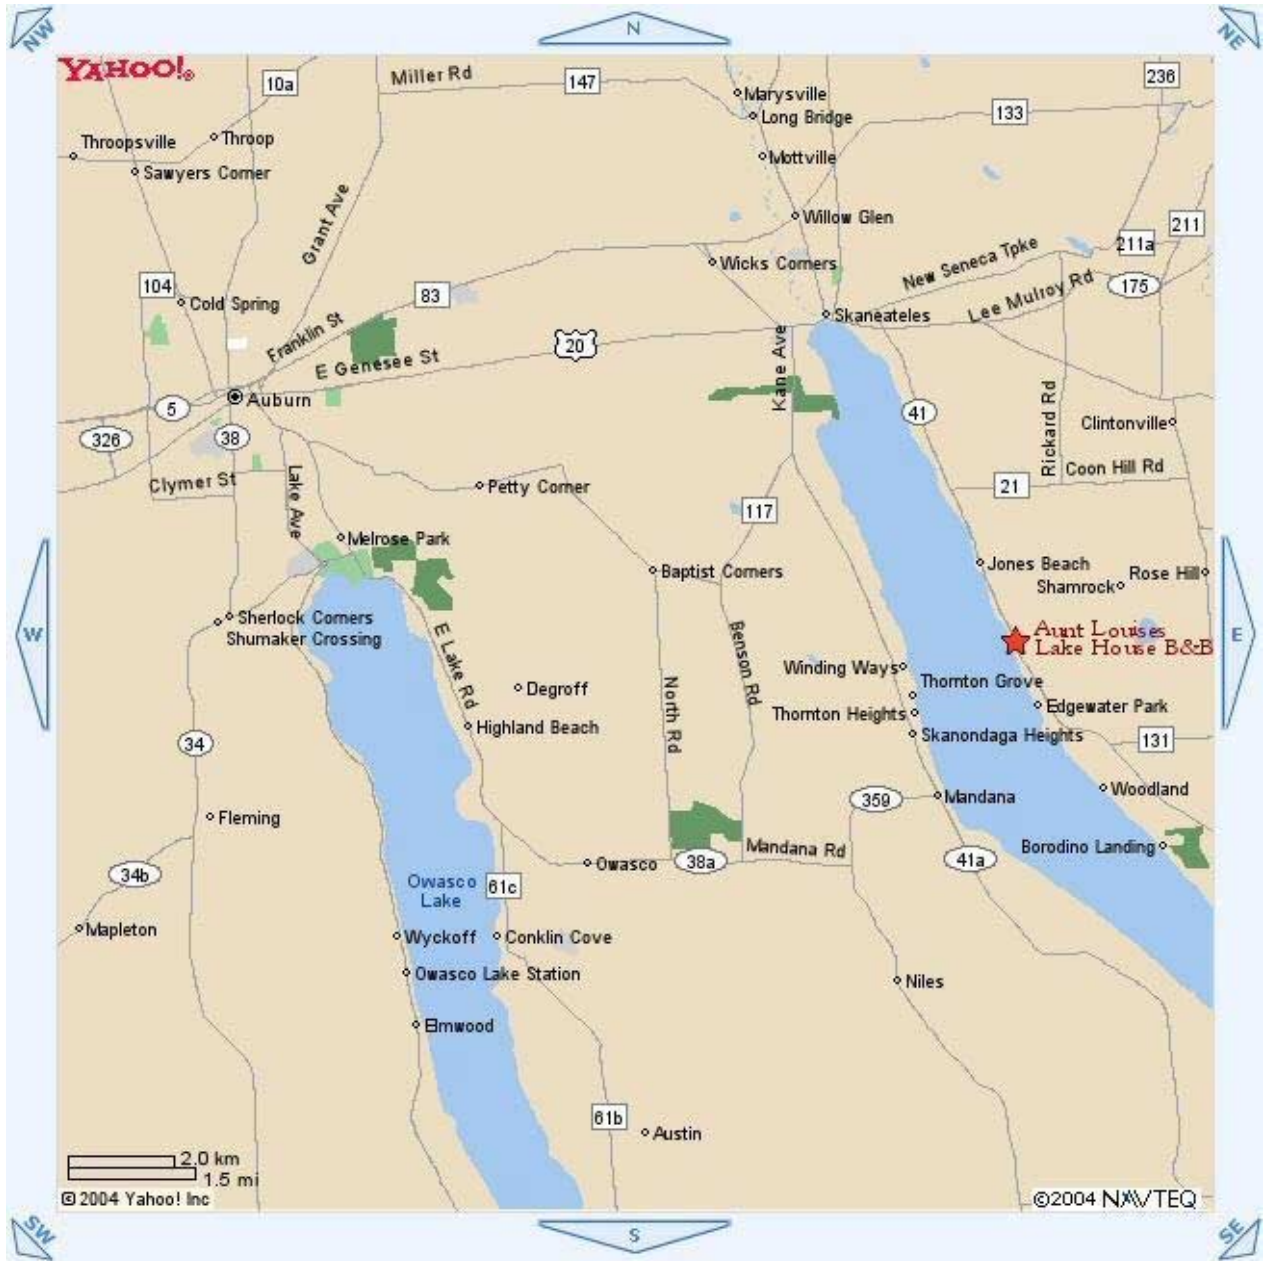 NW
N
NE
YAHOO!®
10a
Miller Rd
147
236
Marysville
Long Bridge
133
Throopsville
Throop
Mottville
Sawyers Corner
Grant Ave
Willow Glen
211
211a
New Seneca Tpke
Wicks Corners
104
Cold Spring
83
175
Lee Mulroy Rd
Franklin St
Skaneateles
E Genesee St
20
Kane Ave
Auburn
5
41
Rickard Rd
Clintonville
326
38
Coon Hill Rd
Clymer St
Lake Ave
Petty Corner
21
117
Melrose Park
Baptist Corners
Jones Beach
Rose Hill
Shamrock
Sherlock Corners
Shumaker Crossing
W
E
Aunt Louises
Lake House B&B
E Lake Rd
Benson Rd
Winding Ways
Thornton Grove
Degroff
North Rd
Thornton Heights
Edgewater Park
Highland Beach
Skanondaga Heights
34
131
Woodland
359
Mandana
Fleming
Mandana Rd
Borodino Landing
Owasco
38a
41a
34b
Owasco
Lake
61c
Mapleton
Wyckoff
Conklin Cove
Owasco Lake Station
Niles
Elmwood
61b
Austin
2.0 km
1.5 mi
© 2004 Yahoo! Inc
©2004 NAVTEQ
SW
S
SE